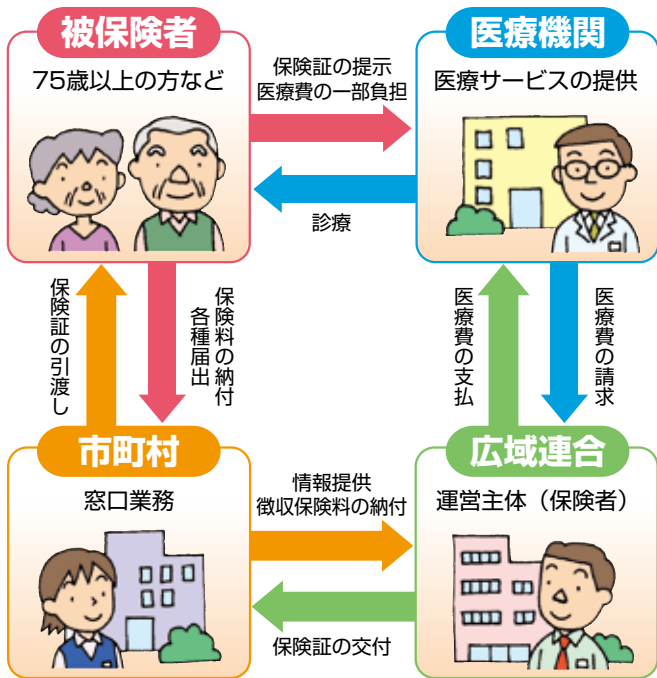 被保険者
75歳以上の方など
保険証の提示
医療費の一部負担
医療機関
医療サービスの提供
診療
保険証の引渡し
保険料の納付
各種届出
医療費の支払
医療費の請求
市町村
窓口業務
情報提供
徴収保険料の納付
広域連合
運営主体（保険者）
保険証の交付